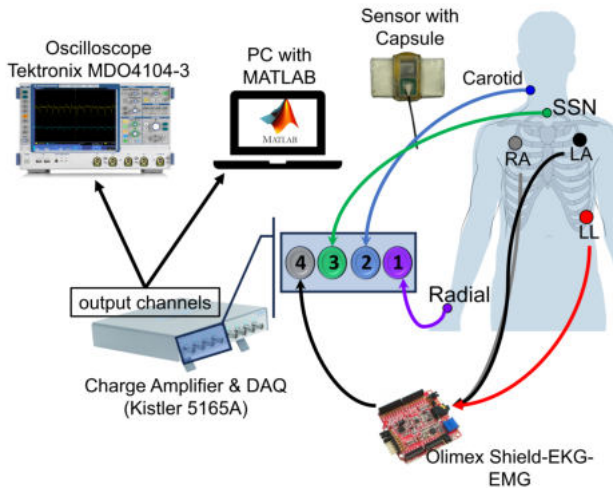 Oscilloscope
Tektronix MDO4104-3
PC with
MATLAB
Sensor with
Capsule
MATLAB
Carotid
SSN
RA
LA
LL
4
3
2
1
Radial
output channels
Charge Amplifier & DAQ
(Kistler 5165A)
Olimex Shield-EKG-
EMG